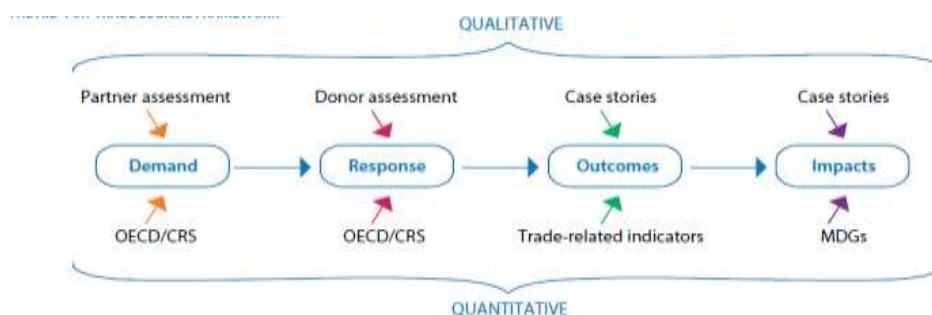 QUALITATIVE
Partner assessment Donor assessment Case stories Case stories
Demand Response Outcomes Impacts
OECD/CRS OECD/CRS Trade-related indicators MDGs
QUANTITATIVE